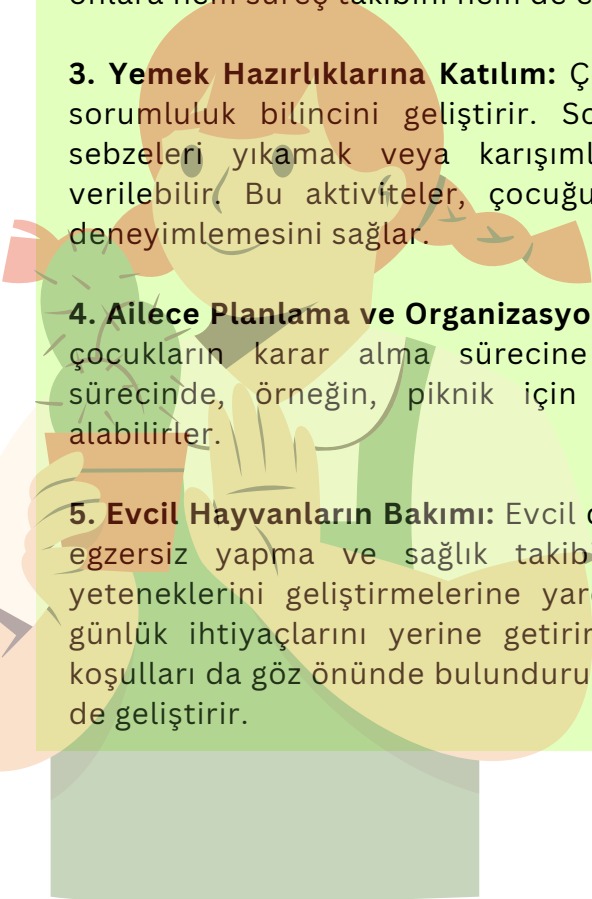 3. Yemek Hazırlıklarına Katılım: Ç
sorumluluk bilincini geliştirir. So
sebzeleri yıkamak veya karışıml
verilebilir. Bu aktiviteler, çocuğu
deneyimlemesini sağlar.
4. Ailece Planlama ve Organizasyo
çocukların karar alma sürecine
sürecinde, örneğin, piknik için
alabilirler.
5. Evcil Hayvanların Bakımı: Evcil
egzersiz yapma ve sağlık takib
yeteneklerini geliştirmelerine yar
günlük ihtiyaçlarını yerine getirir
koşulları da göz önünde bulunduru
de geliştirir.